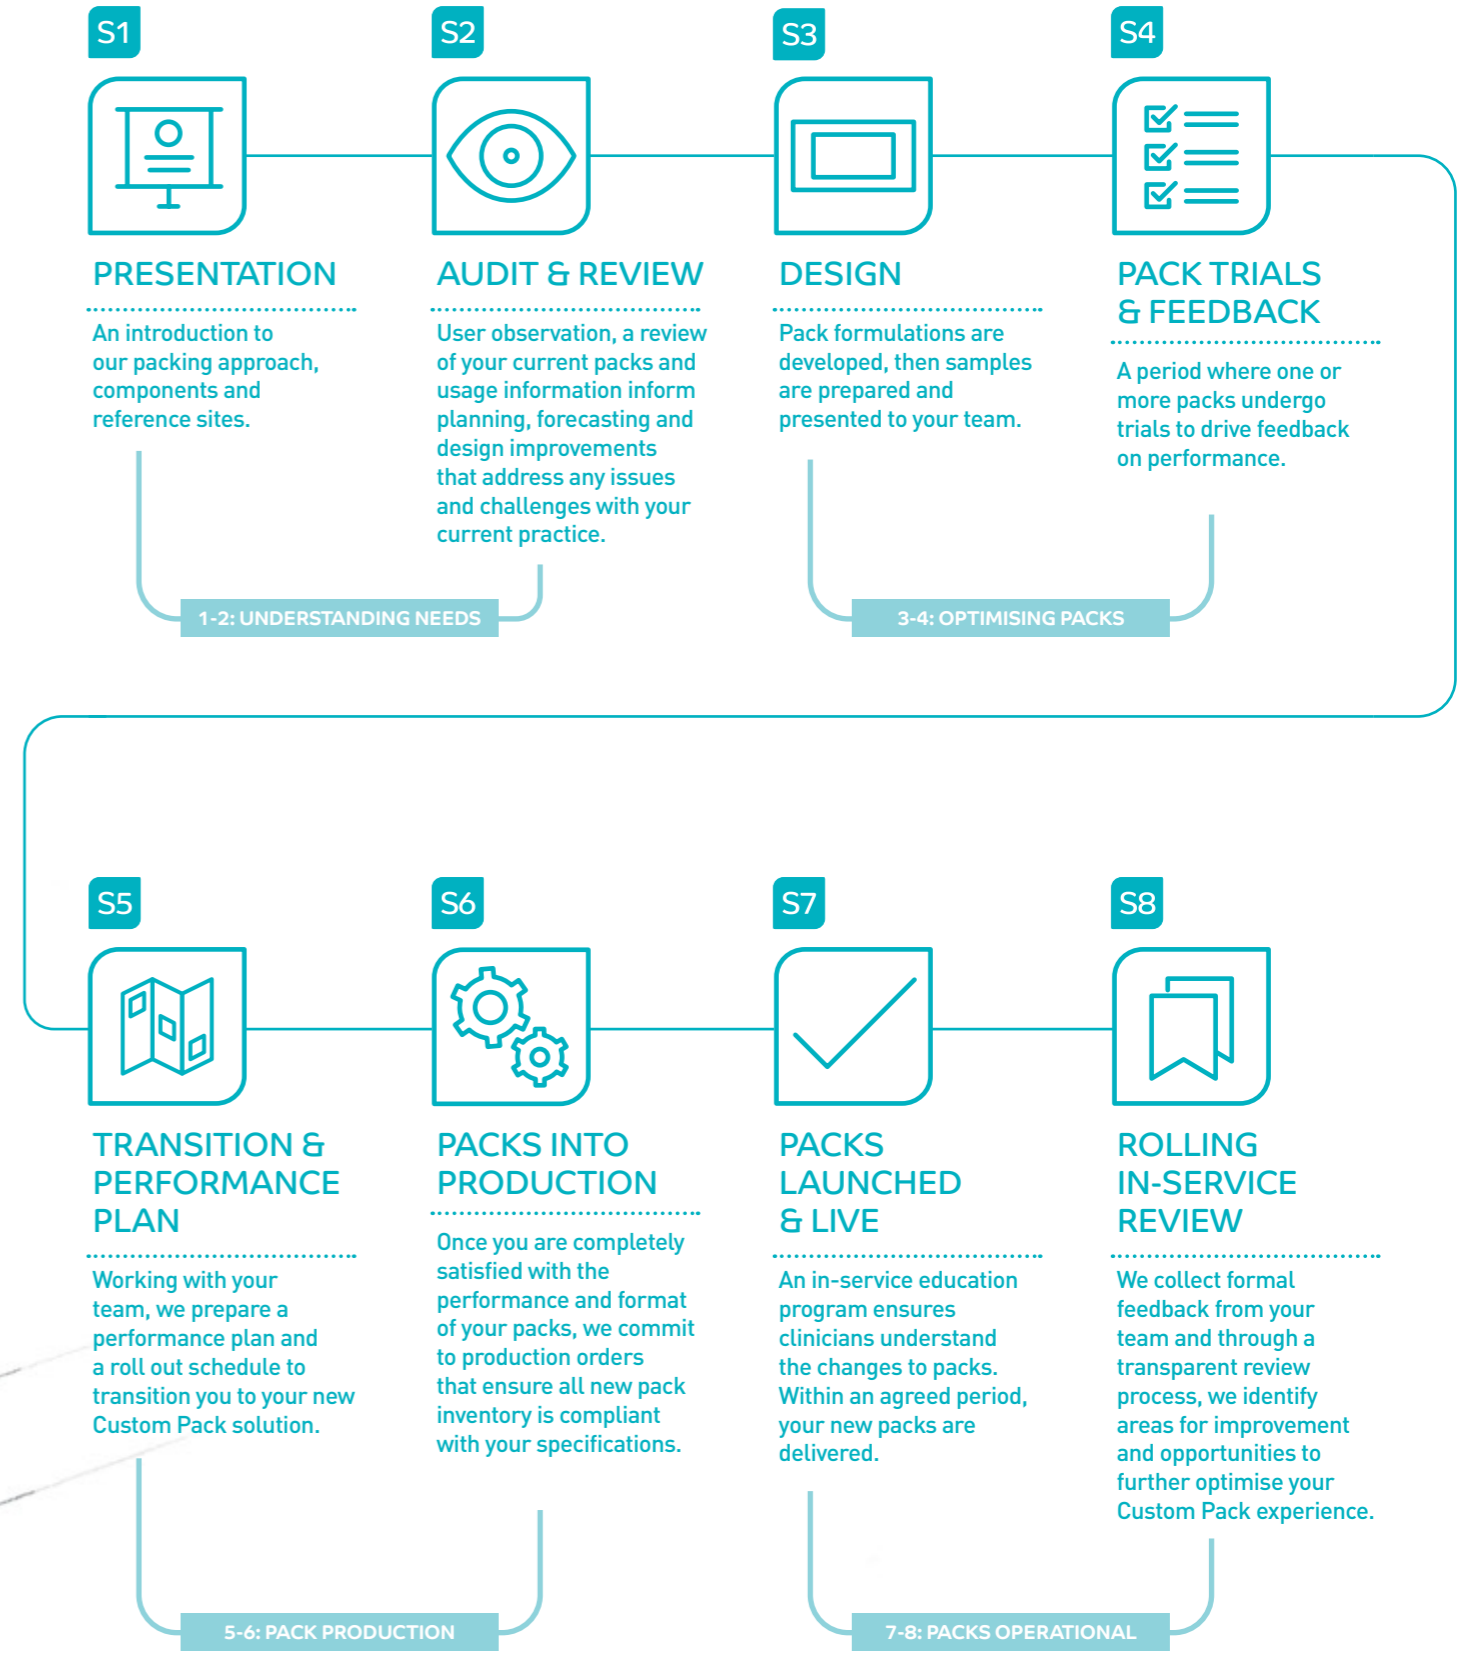 S1
PRESENTATION
An introduction to
our packing approach,
components and
reference sites.
S2
AUDIT & REVIEW
User observation, a review
of your current packs and
usage information inform
planning, forecasting and
design improvements
that address any issues
and challenges with your
current practice.
1-2: UNDERSTANDING NEEDS
S3
DESIGN
Pack formulations are
developed, then samples
are prepared and
presented to your team.
S4
PACK TRIALS
& FEEDBACK
A period where one or
more packs undergo
trials to drive feedback
on performance.
3-4: OPTIMISING PACKS
S5
TRANSITION &
PERFORMANCE
PLAN
Working with your
team, we prepare a
performance plan and
a roll out schedule to
transition you to your new
Custom Pack solution.
S6
PACKS INTO
PRODUCTION
Once you are completely
satisfied with the
performance and format
of your packs, we commit
to production orders
that ensure all new pack
inventory is compliant
with your specifications.
5-6: PACK PRODUCTION
S7
PACKS
LAUNCHED
& LIVE
An in-service education
program ensures
clinicians understand
the changes to packs.
Within an agreed period,
your new packs are
delivered.
S8
ROLLING
IN-SERVICE
REVIEW
We collect formal
feedback from your
team and through a
transparent review
process, we identify
areas for improvement
and opportunities to
further optimise your
Custom Pack experience.
7-8: PACKS OPERATIONAL